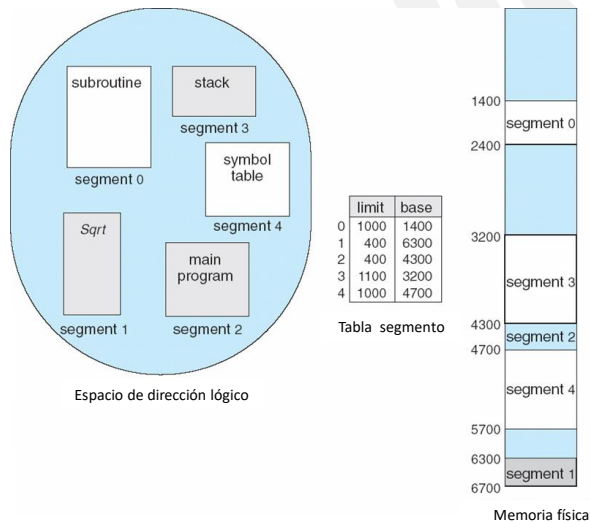 subroutine
segment 0
stack
segment 3
symbol
table
segment 4
Sqrt
segment 1
main
program
segment 2
Espacio de dirección lógico
limit base
0 1000 1400
1 400 6300
2 400 4300
3 1100 3200
4 1000 4700
Tabla segmento
1400
segment 0
2400
3200
segment 3
4300
segment 2
4700
segment 4
5700
6300
segment 1
6700
Memoria física